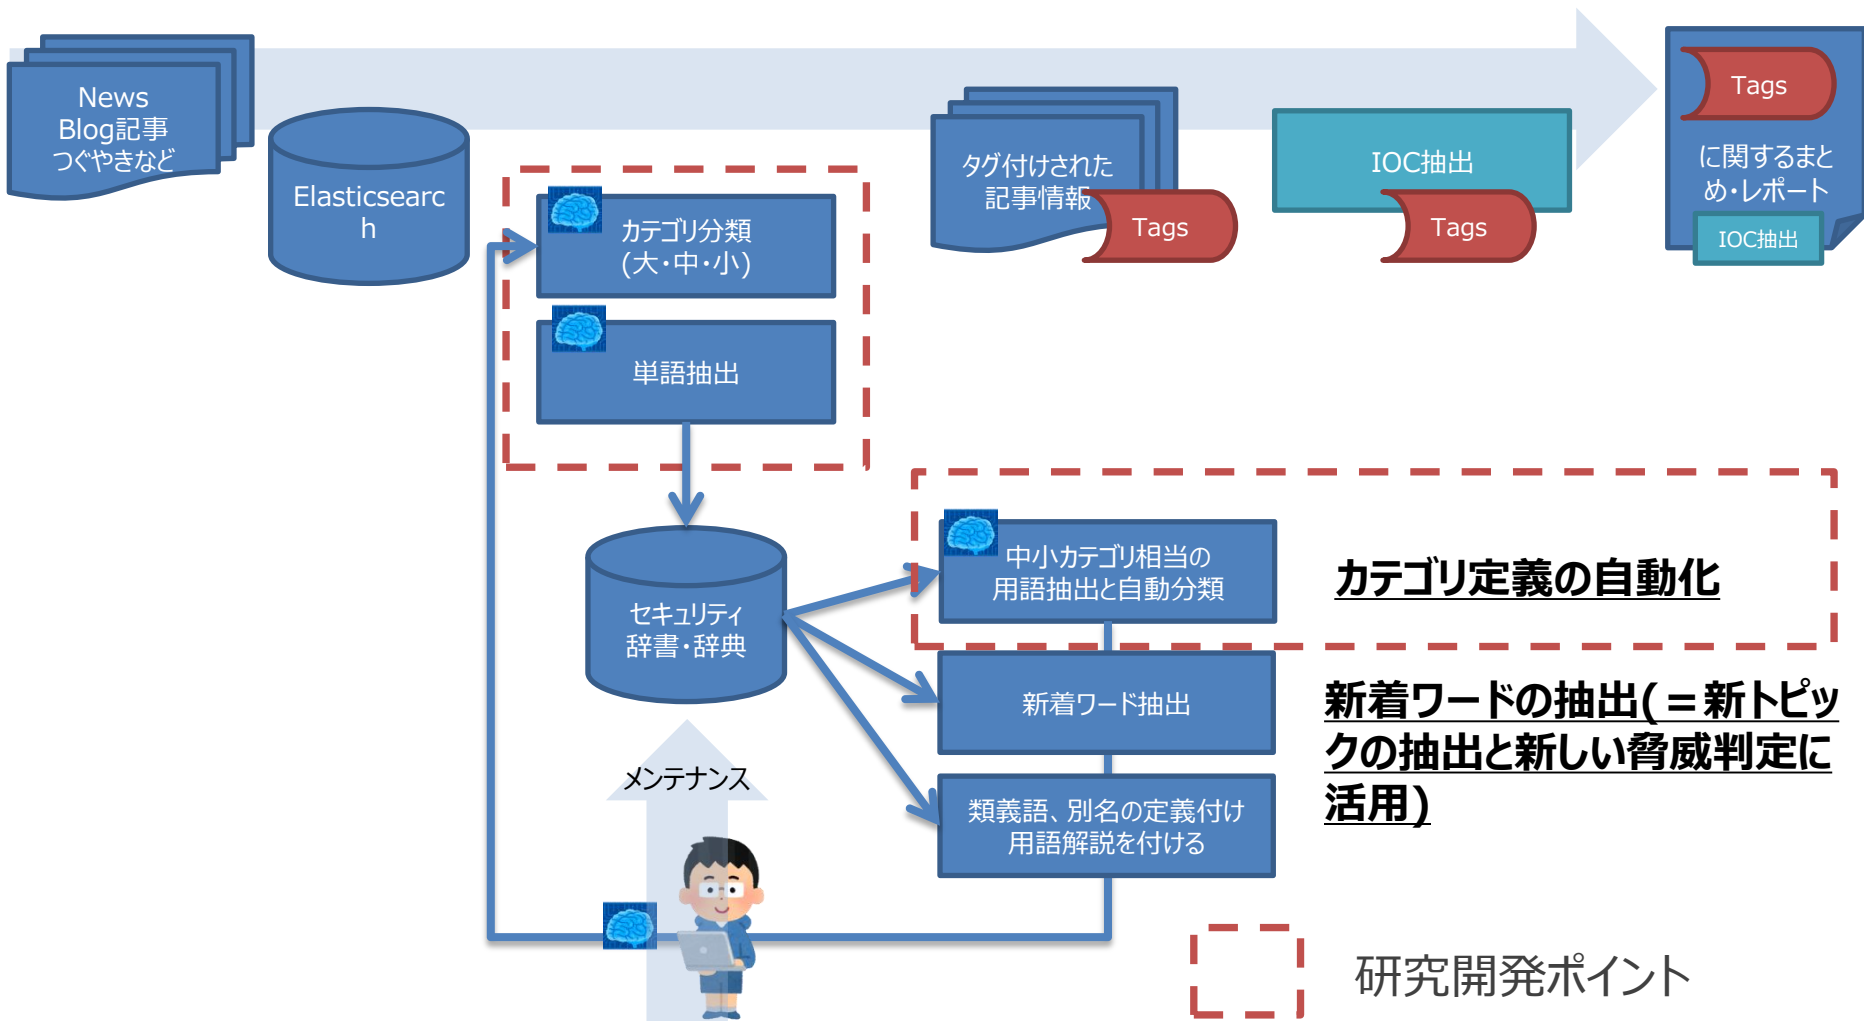 News
Blog記事
つぐやきなど
Elasticsearc
h
カテゴリ分類
(大・中・小)
単語抽出
タグ付けされた
記事情報
Tags
IOC抽出
Tags
Tags
に関するまと
め・レポート
IOC抽出
セキュリティ
辞書・辞典
中小カテゴリ相当の
用語抽出と自動分類
カテゴリ定義の自動化
新着ワード抽出
新着ワードの抽出(＝新トピッ
クの抽出と新しい脅威判定に
活用)
類義語、別名の定義付け
用語解説を付ける
メンテナンス
研究開発ポイント